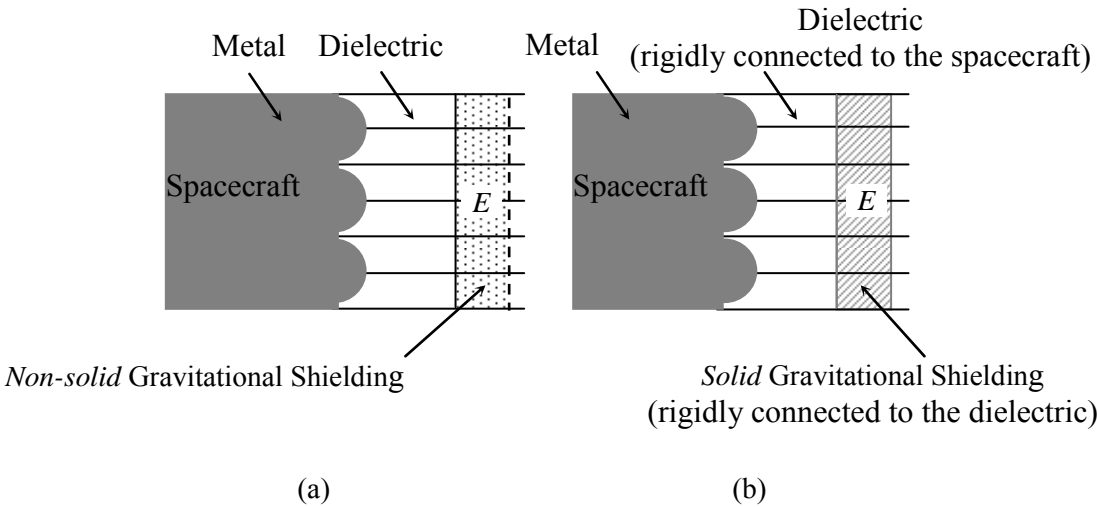 Metal
Dielectric
Spacecraft
E
Non-solid Gravitational Shielding
(a)
Metal
Dielectric
(rigidly connected to the spacecraft)
Spacecraft
E
Solid Gravitational Shielding
(rigidly connected to the dielectric)
(b)